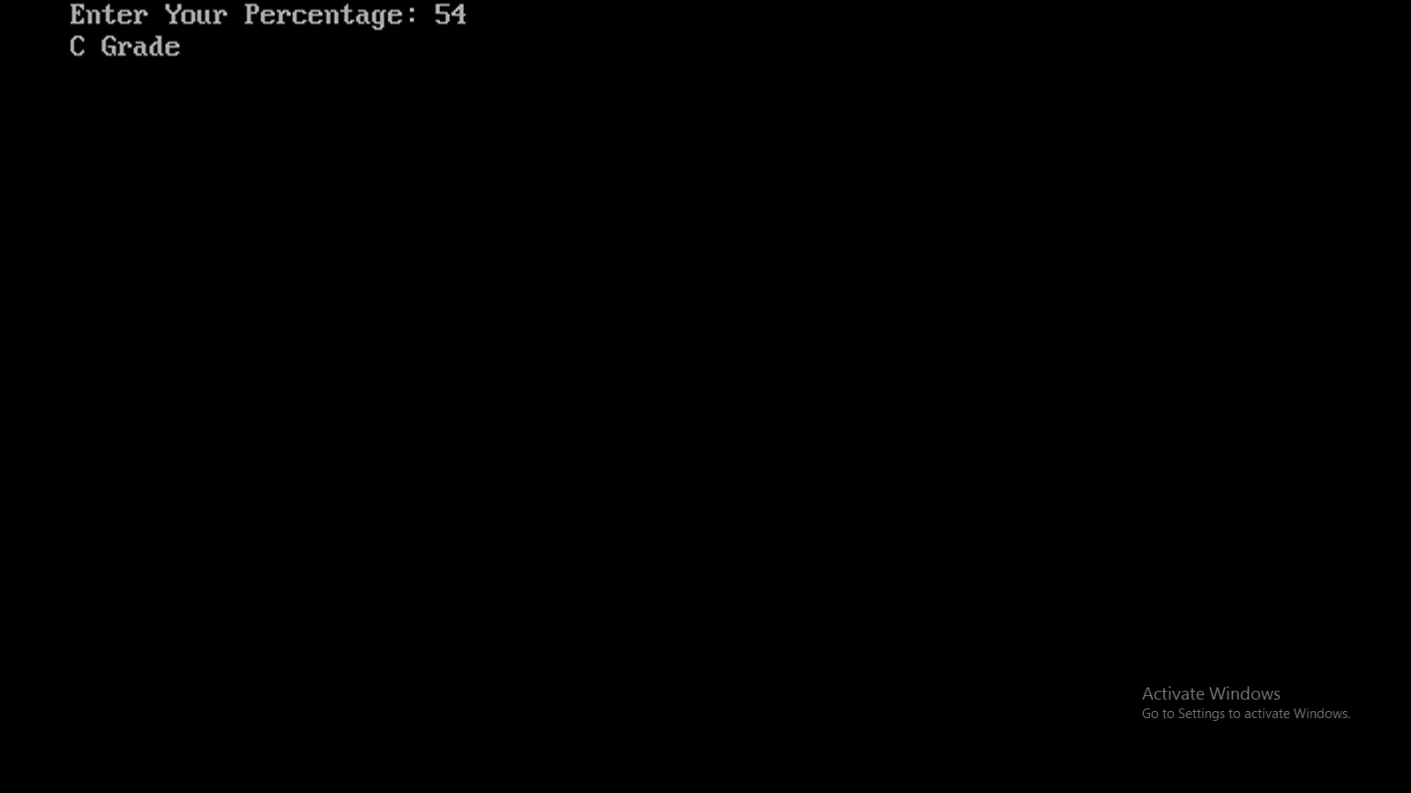 Enter Your Percentage: 54
C Grade
Activate Windows
Go to Settings to activate Windows.